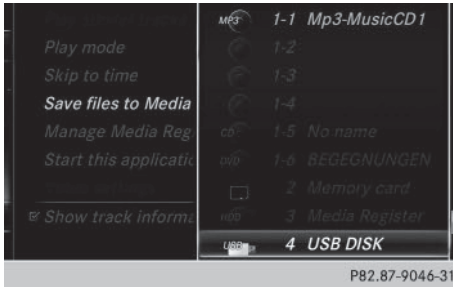 Play mode
Skip to time
Save files to Media
Manage Media Reg
Start this applicatio
Show track informa
MP3 1-1 Mp3-MusicCD1
1-2
1-3
1-4
CD 1-5 No name
DVD 1-6 BEGEGNUNGEN
2 Memory card
HDD 3 Media Register
USB 4 USB DISK
P82.87-9046-31